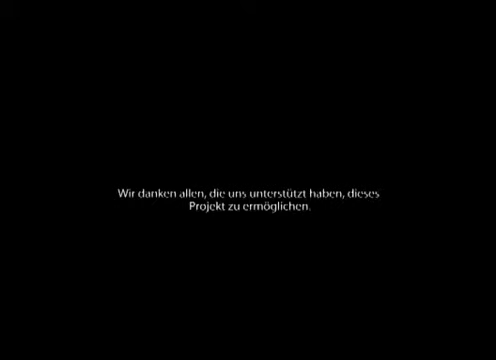 Wir danken allen, die uns unterstützt haben, dieses
Projekt zu ermöglichen.